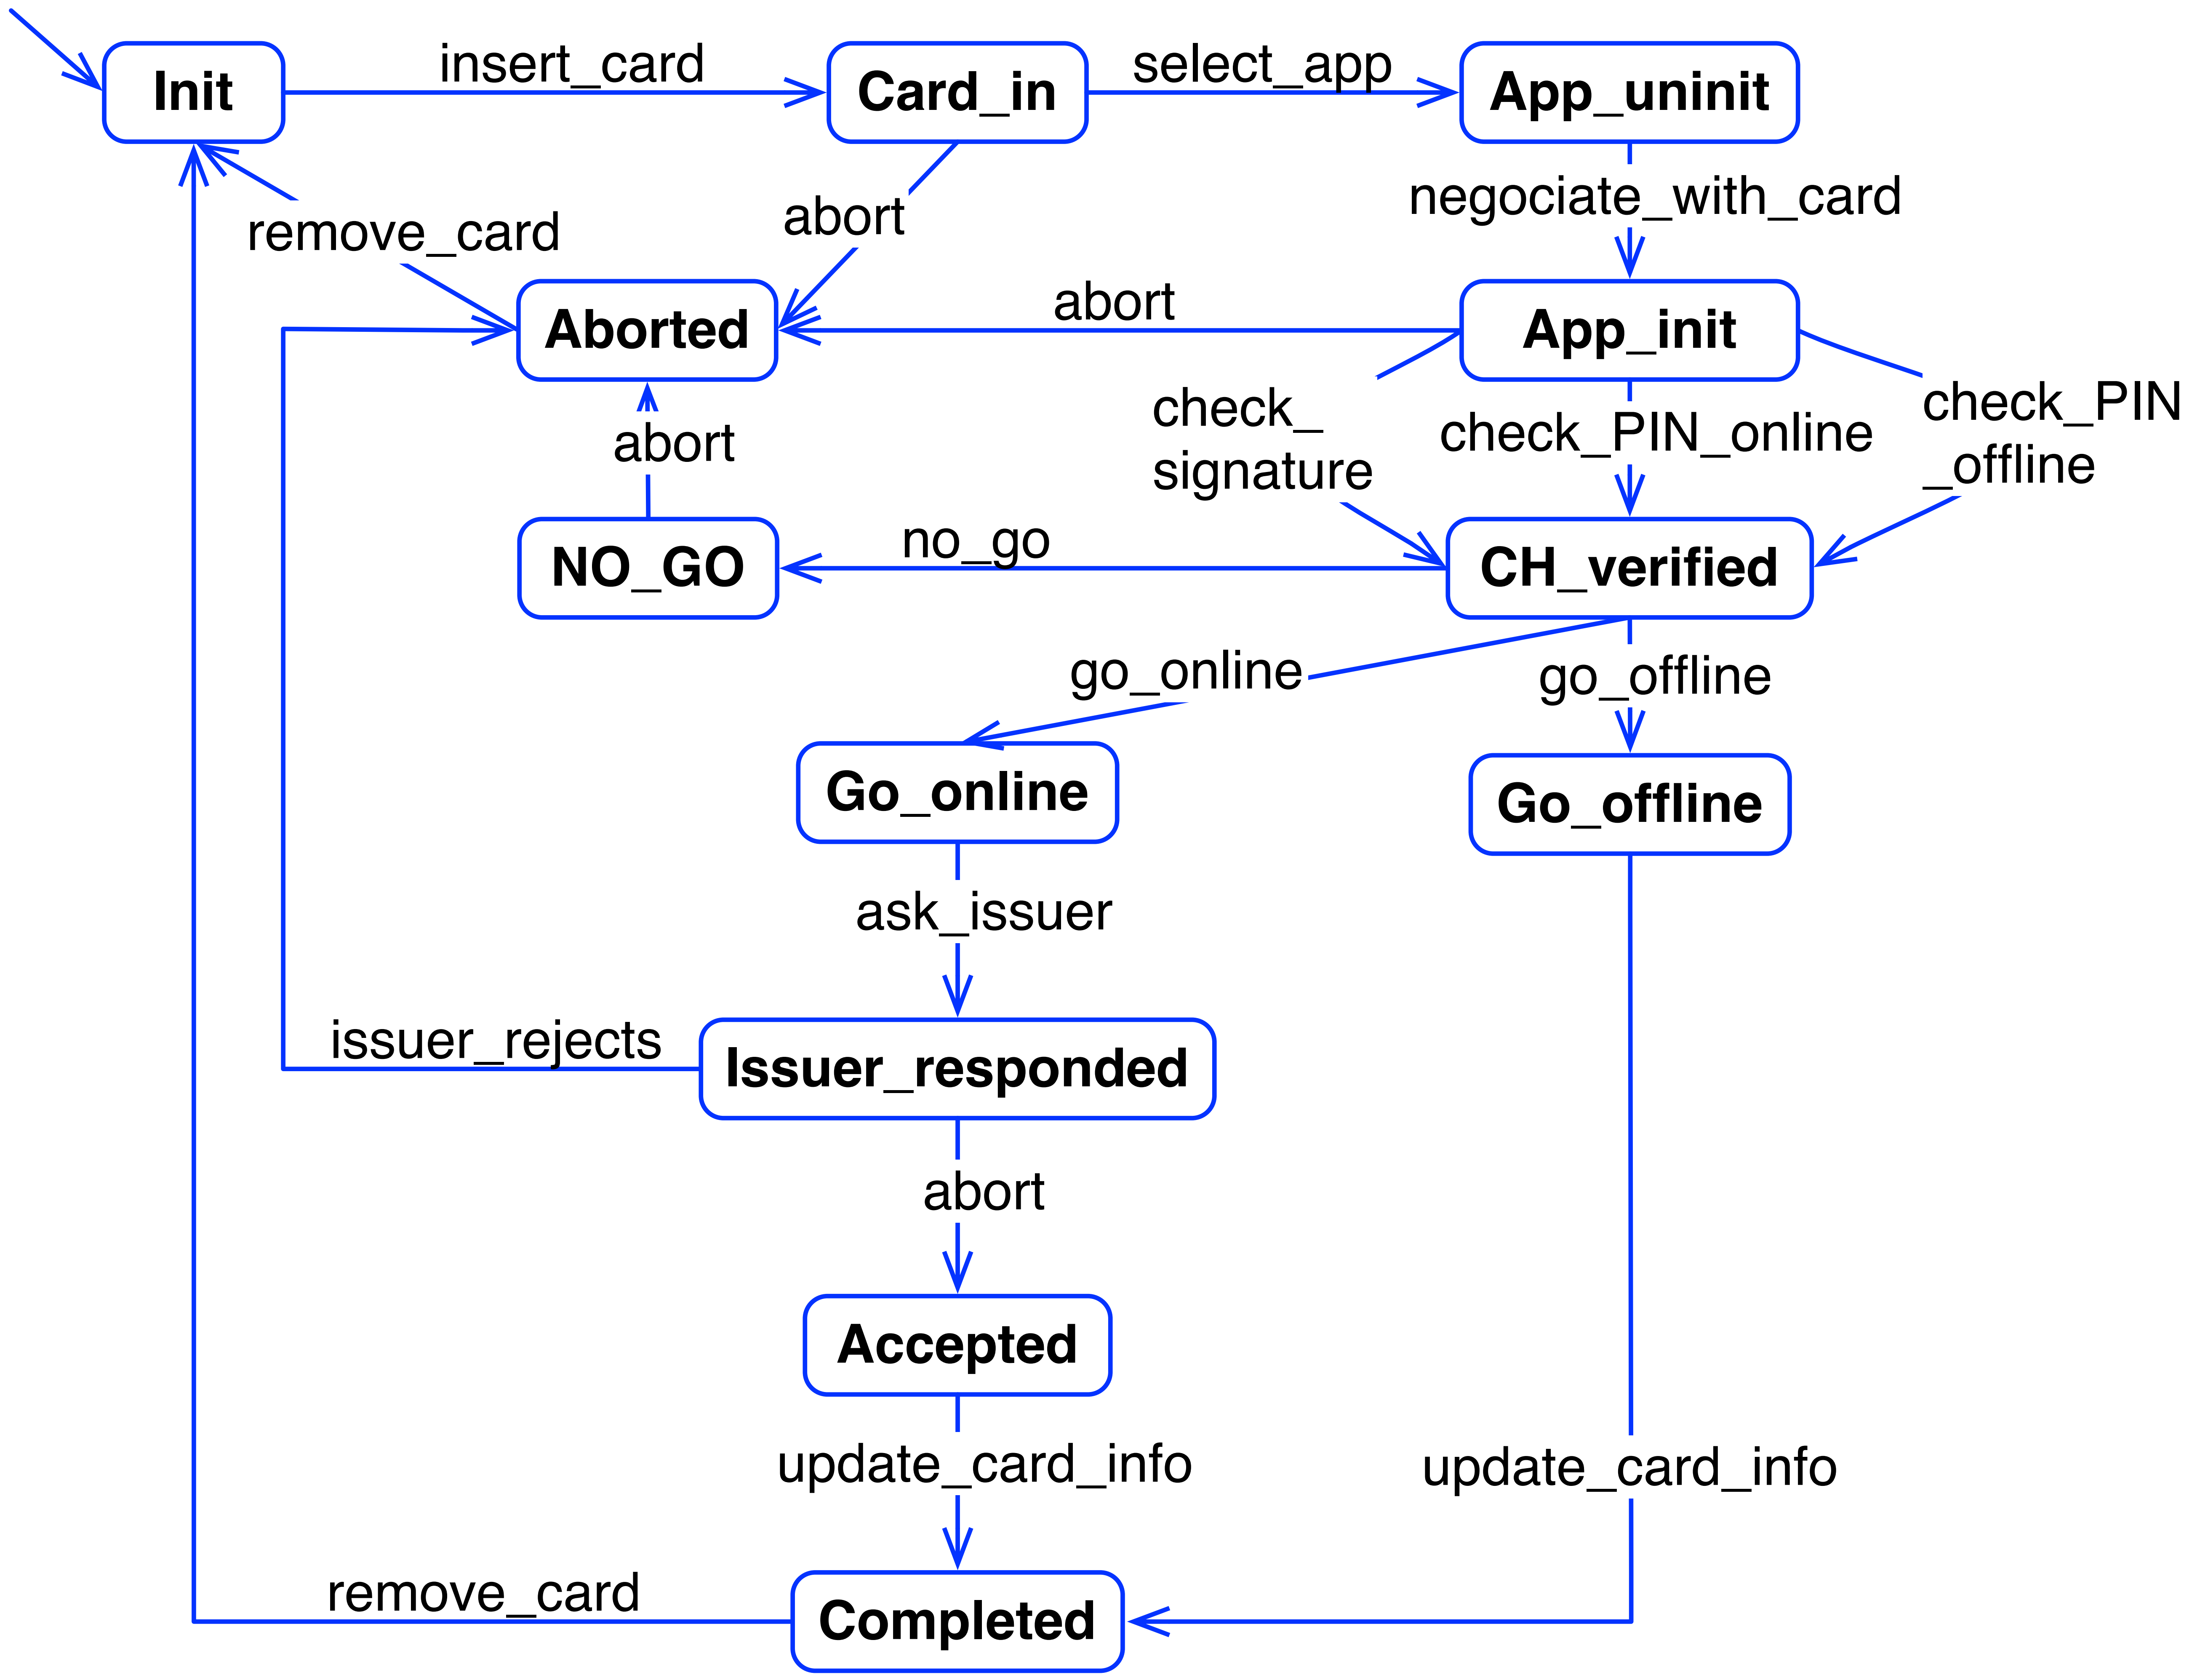 Init
insert_card
Card_in
select_app
App_uninit
remove_card
abort
negociate_with_card
Aborted
abort
App_init
abort
check_
signature
check_PIN_online
check_PIN
_offline
NO_GO
no_go
CH_verified
go_online
go_offline
Go_online
Go_offline
ask_issuer
issuer_rejects
Issuer_responded
abort
Accepted
update_card_info
update_card_info
remove_card
Completed